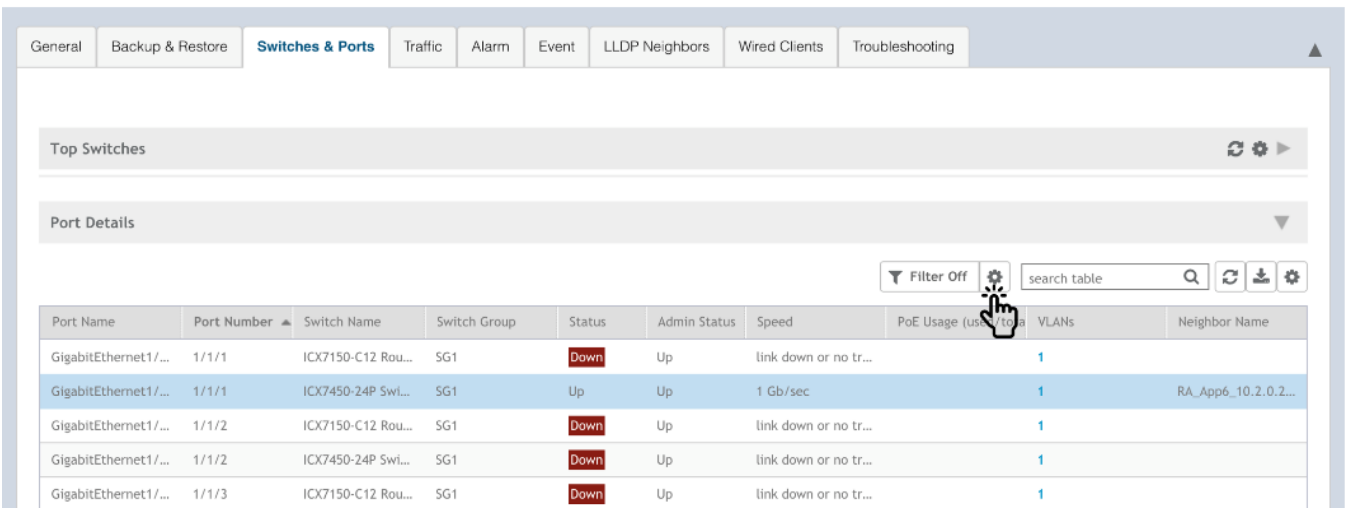 General Backup & Restore Switches & Ports Traffic Alarm Event LLDP Neighbors Wired Clients Troubleshooting
Top Switches
Port Details
Filter Off search table
Port Name Port Number Switch Name Switch Group Status Admin Status Speed PoE Usage (used/tota VLANs Neighbor Name
GigabitEthernet1/... 1/1/1 ICX7150-C12 Rou... SG1 Down Up link down or no tr... 1
GigabitEthernet1/... 1/1/1 ICX7450-24P Swi... SG1 Up Up 1 Gb/sec 1 RA_App6_10.2.0.2...
GigabitEthernet1/... 1/1/2 ICX7150-C12 Rou... SG1 Down Up link down or no tr... 1
GigabitEthernet1/... 1/1/2 ICX7450-24P Swi... SG1 Down Up link down or no tr... 1
GigabitEthernet1/... 1/1/3 ICX7150-C12 Rou... SG1 Down Up link down or no tr... 1